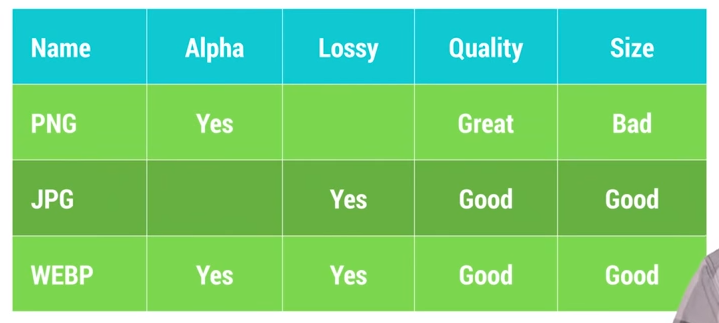 Name Alpha Lossy Quality Size
PNG Yes Great Bad
JPG Yes Good Good
WEBP Yes Yes Good Good